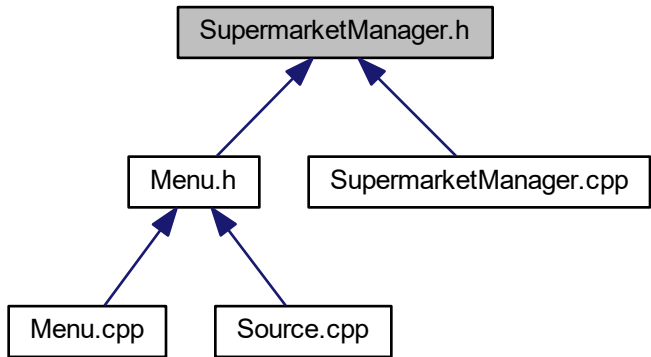 SupermarketManager.h
Menu.h
SupermarketManager.cpp
Menu.cpp
Source.cpp